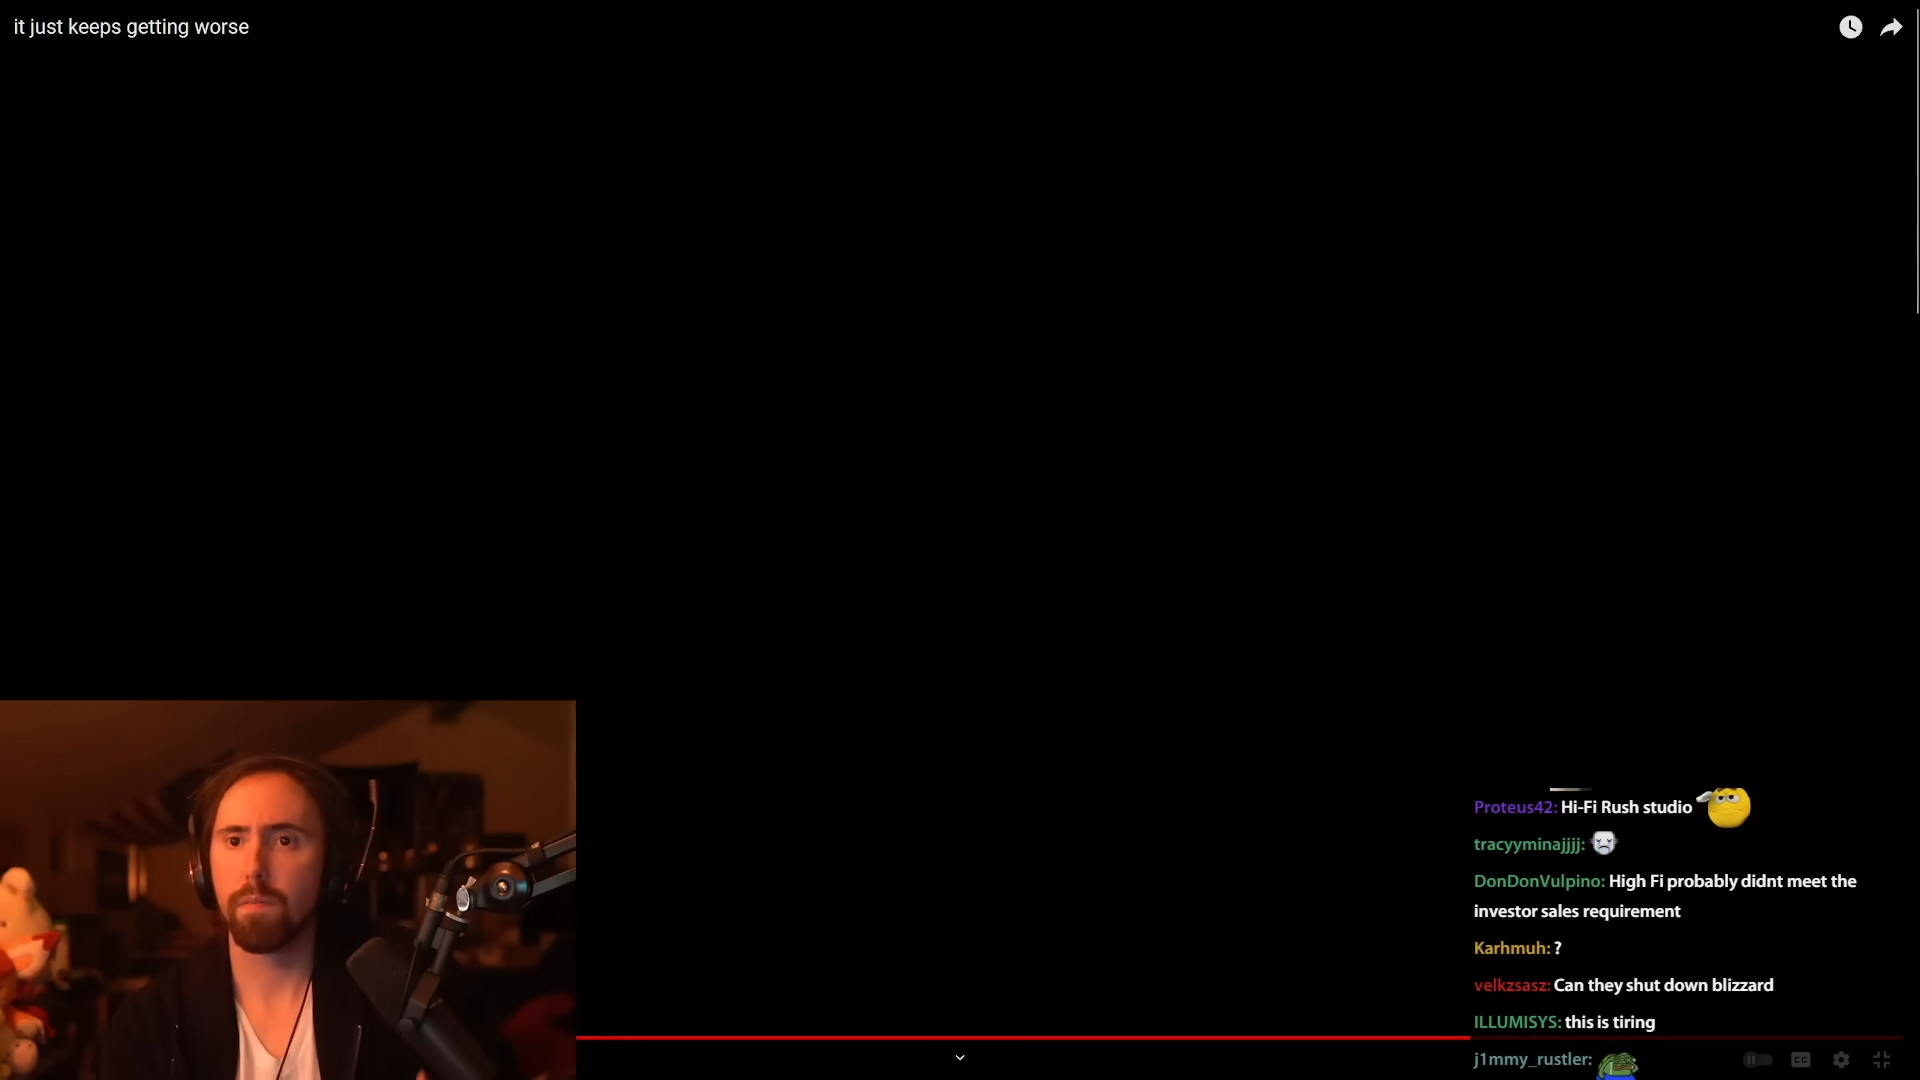 it just keeps getting worse
Proteus42: Hi-Fi Rush studio
tracyyminajjjj:
DonDonVulpino: High Fi probably didnt meet the
investor sales requirement
Karhmuh: ?
velkzsasz: Can they shut down blizzard
ILLUMISYS: this is tiring
j1mmy_rustler:
CC